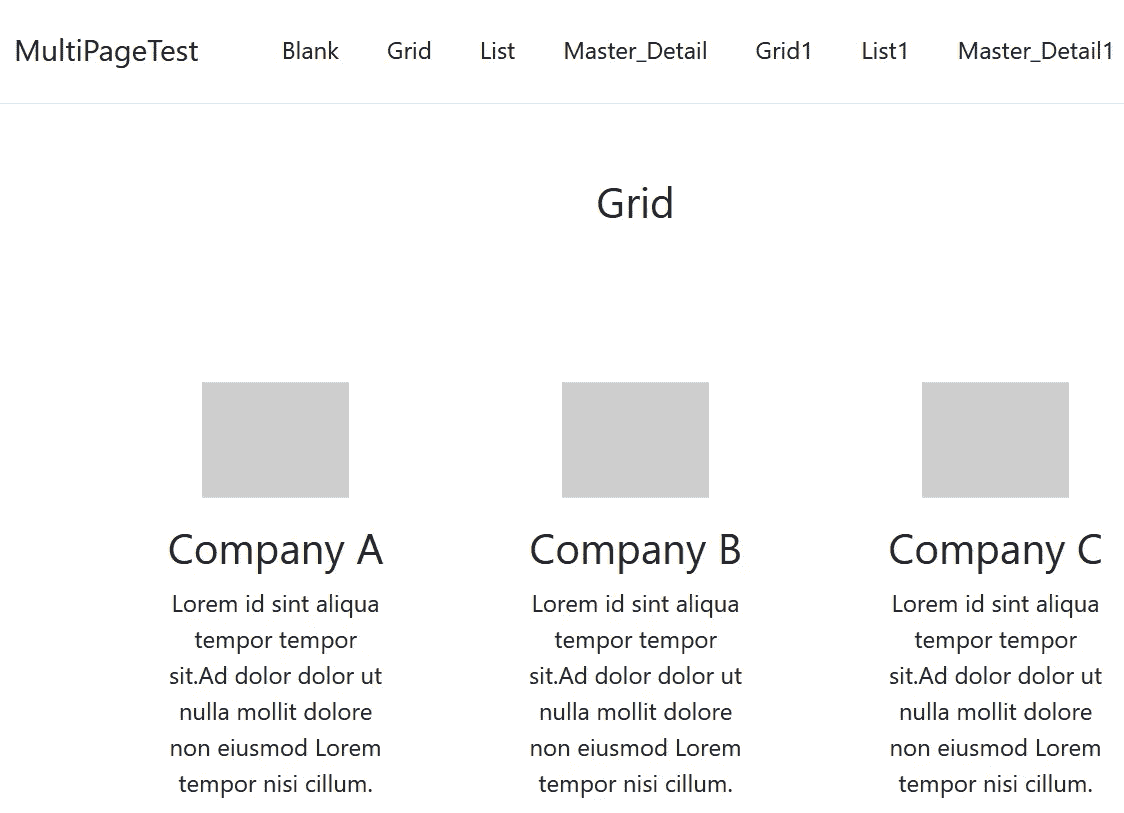 MultiPageTest Blank Grid List Master_Detail Grid1 List1 Master_Detail1
Grid
Company A
Lorem id sint aliqua
tempor tempor
sit.Ad dolor dolor ut
nulla mollit dolore
non eiusmod Lorem
tempor nisi cillum.
Company B
Lorem id sint aliqua
tempor tempor
sit.Ad dolor dolor ut
nulla mollit dolore
non eiusmod Lorem
tempor nisi cillum.
Company C
Lorem id sint aliqua
tempor tempor
sit.Ad dolor dolor ut
nulla mollit dolore
non eiusmod Lorem
tempor nisi cillum.